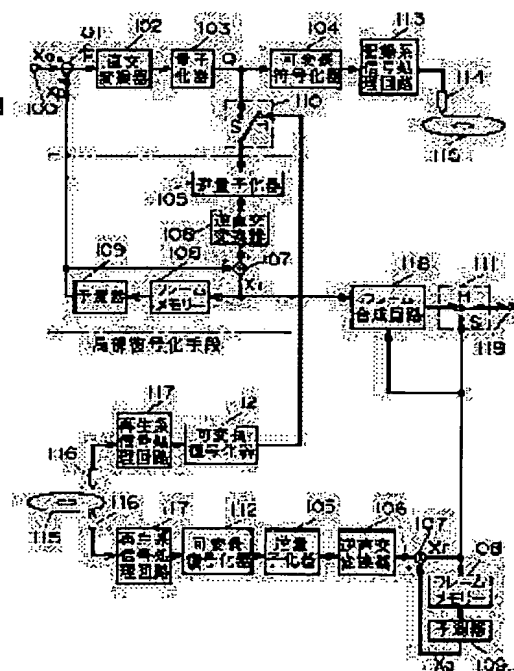 102
103
104
113
X₀
+
100
直交
変換器
量子
化器
Q
可変長
符号化器
記録系
信号処
理回路
114
110
S
115
105
逆量子化器
逆直交
変換器
107
109
予測器
フレーム
メモリー
118
フレーム
合成回路
111
H
S
119
局部復号化手段
117
再生系
信号処
理回路
可変長
復号化器
116
116
115
117
112
105
106
再生系
信号処
理回路
可変長
復号化器
逆量
子化器
逆直交
変換器
107
Xr
フレーム
メモリー
予測器
109